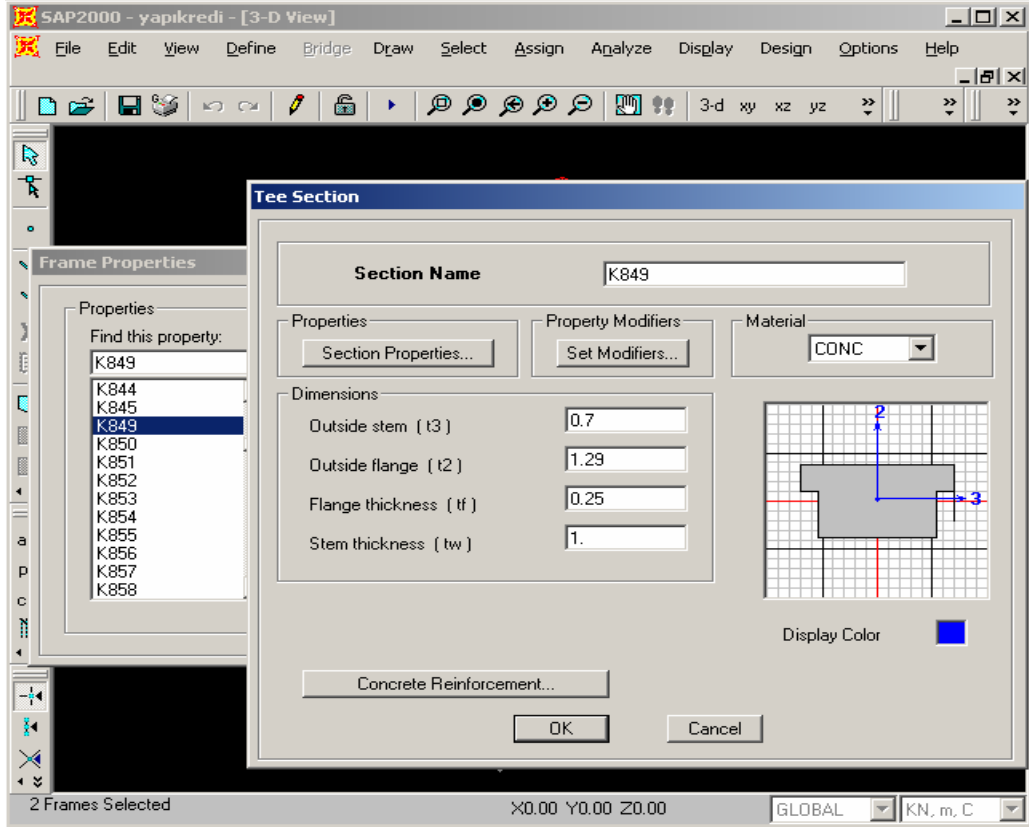 SAP2000 - yapıkredi - [3-D View]
File Edit View Define Bridge Draw Select Assign Analyze Display Design Options Help
3-d xy xz yz
Tee Section
Frame Properties
Section Name K849
Properties
Find this property:
K849
K844
K845
K849
K850
K851
K852
K853
K854
K855
K856
K857
K858
Properties
Section Properties...
Property Modifiers
Set Modifiers...
Material
CONC
Dimensions
Outside stem ( t3 ) 0.7
Outside flange ( t2 ) 1.29
Flange thickness ( tf ) 0.25
Stem thickness ( tw ) 1.
2
3
Display Color
Concrete Reinforcement...
OK Cancel
a
p
c
2 Frames Selected X0.00 Y0.00 Z0.00 GLOBAL KN, m, C